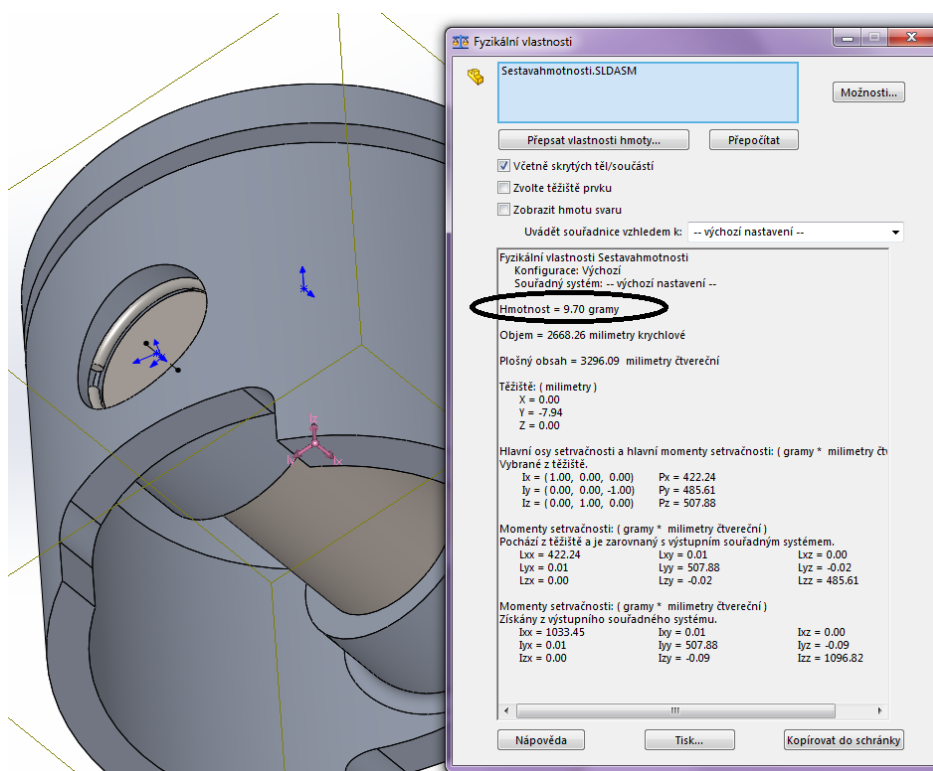 Fyzikální vlastnosti
Sestavahmotnosti.SLDASM
Možnosti...
Přepsat vlastnosti hmoty...
Přepočítat
Včetně skrytých těl/součástí
Zvolte těžiště prvku
Zobrazit hmotu svaru
Uvádět souřadnice vzhledem k: -- výchozí nastavení --
Fyzikální vlastnosti Sestavahmotnosti
Konfigurace: Výchozí
Souřadný systém: -- výchozí nastavení --
Hmotnost = 9.70 gramy
Objem = 2668.26 milimetry krychlové
Plošný obsah = 3296.09 milimetry čtvereční
Těžiště: ( milimetry )
X = 0.00
Y = -7.94
Z = 0.00
Hlavní osy setrvačnosti a hlavní momenty setrvačnosti: ( gramy * milimetry čtv
Vybrané z těžiště.
Ix = ( 1.00, 0.00, 0.00) Px = 422.24
Iy = ( 0.00, 0.00, -1.00) Py = 485.61
Iz = ( 0.00, 1.00, 0.00) Pz = 507.88
Momenty setrvačnosti: ( gramy * milimetry čtvereční )
Pochází z těžiště a je zarovnaný s výstupním souřadným systémem.
Lxx = 422.24 Lxy = 0.01 Lxz = 0.00
Lyx = 0.01 Lyy = 507.88 Lyz = -0.02
Lzx = 0.00 Lzy = -0.02 Lzz = 485.61
Momenty setrvačnosti: ( gramy * milimetry čtvereční )
Získány z výstupního souřadného systému.
Ixx = 1033.45 Ixy = 0.01 Ixz = 0.00
Iyx = 0.01 Iyy = 507.88 Iyz = -0.09
Izx = 0.00 Izy = -0.09 Izz = 1096.82
Nápověda
Tisk...
Kopírovat do schránky